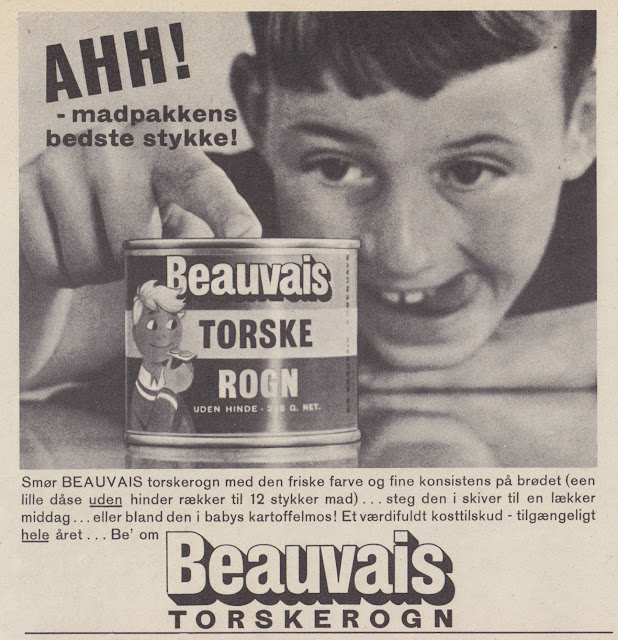 AHH!
- madpakkens
bedste stykke!
Beauvais
TORSKE
ROGN
UDEN HINDE - 225 G. NET.
Smør BEAUVAIS torskerogn med den friske farve og fine konsistens på brødet (een
lille dåse uden hinder rækker til 12 stykker mad) . . . steg den i skiver til en lækker
middag . . . eller bland den i babys kartoffelmos! Et værdifuldt kosttilskud - tilgængeligt
hele året . . . Be' om
Beauvais
TORSKEROGN